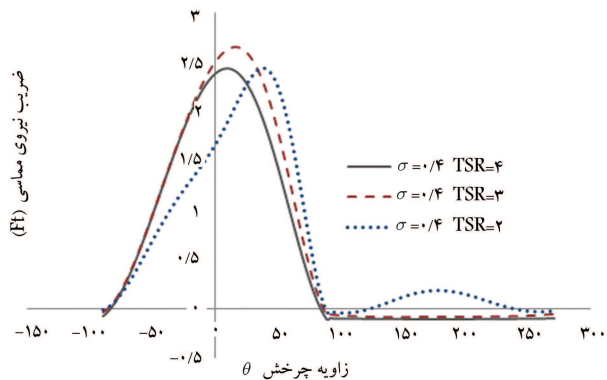 ۳
۲/۵
۲
۱/۵
۱
۰/۵
۰
-۰/۵
ضریب نیروی مماسی (Ft)
σ =۰/۴ TSR=۴
σ =۰/۴ TSR=۳
σ =۰/۴ TSR=۲
-۱۵۰ -۱۰۰ -۵۰ ۰ ۵۰ ۱۰۰ ۱۵۰ ۲۰۰ ۲۵۰ ۳۰۰
زاویه چرخش θ